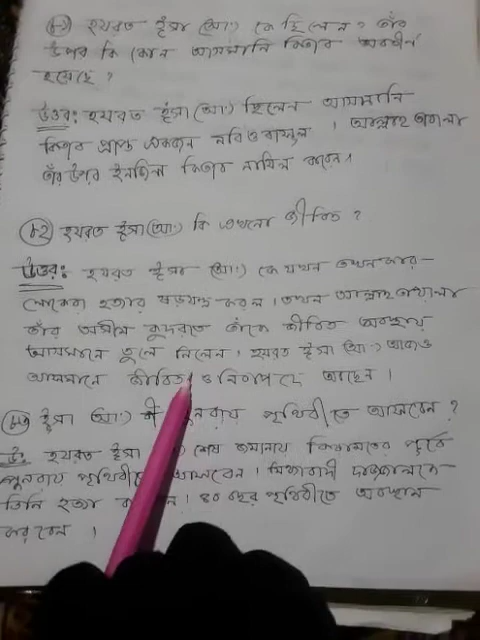 ৮১ হযরত ঈসা (আঃ) কে ছিলেন? তাঁর
উপর কি কোন আসমানি কিতাব অবতীর্ণ
হয়েছে?
উত্তরঃ হযরত ঈসা (আঃ) ছিলেন আসমানি
কিতাব প্রাপ্ত একজন নবি ও রাসুল। আল্লাহ তায়ালা
তাঁর উপর ইনজিল কিতাব নাযিল করেন।
৮২ হযরত ঈসা (আঃ) কি এখনো জীবিত?
উত্তরঃ হযরত ঈসা (আঃ) কে যখন তখনকার
লোকেরা হত্যার ষড়যন্ত্র করল। তখন আল্লাহ তায়ালা
তাঁর অসীম কুদরতে তাঁকে জীবিত অবস্থায়
আসমানে তুলে নিলেন। হযরত ঈসা (আঃ) আজও
আসমানে জীবিত ও নিরাপদে আছেন।
৮৩ ঈসা (আঃ) কী পুনরায় পৃথিবীতে আসবেন?
উঃ হযরত ঈসা শেষ জামানায় কিয়ামতের পূর্বে
পুনরায় পৃথিবীতে আসবেন। মিথ্যাবাদী দাজ্জালকে
তিনি হত্যা। ৪০ বছর পৃথিবীতে অবস্থান
করবেন।